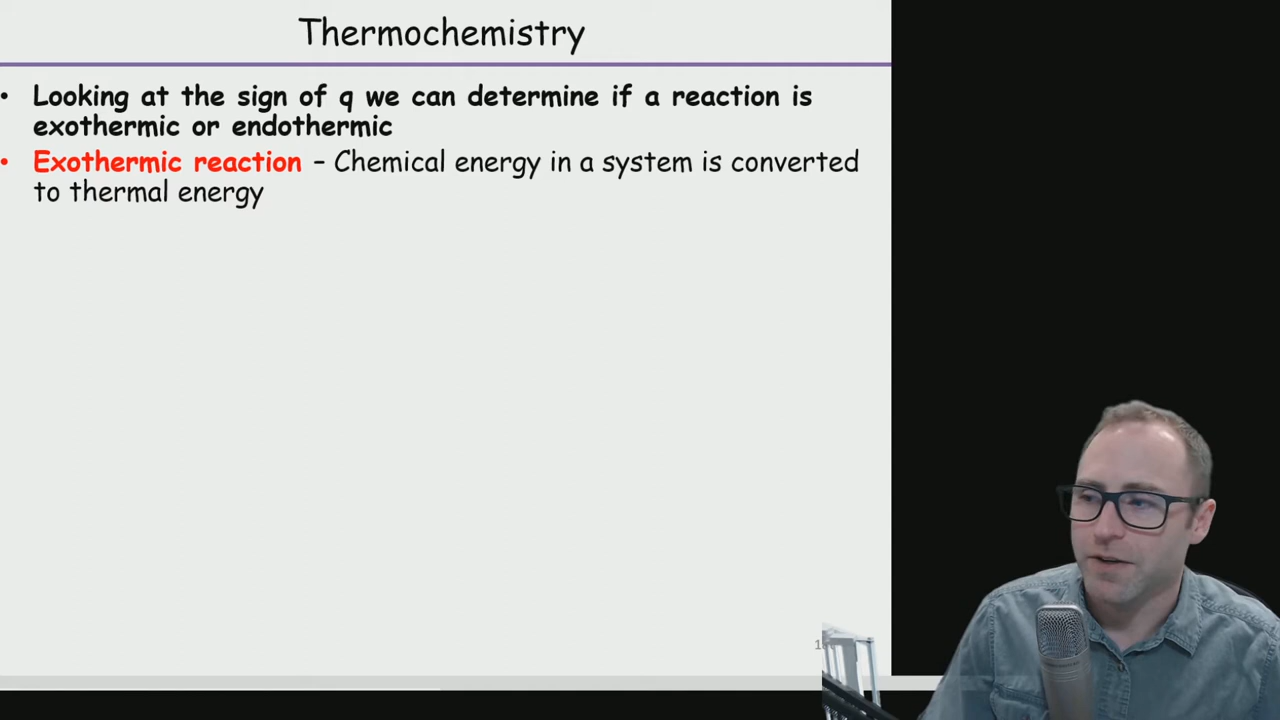 Thermochemistry
• Looking at the sign of q we can determine if a reaction is
exothermic or endothermic
• Exothermic reaction – Chemical energy in a system is converted
to thermal energy